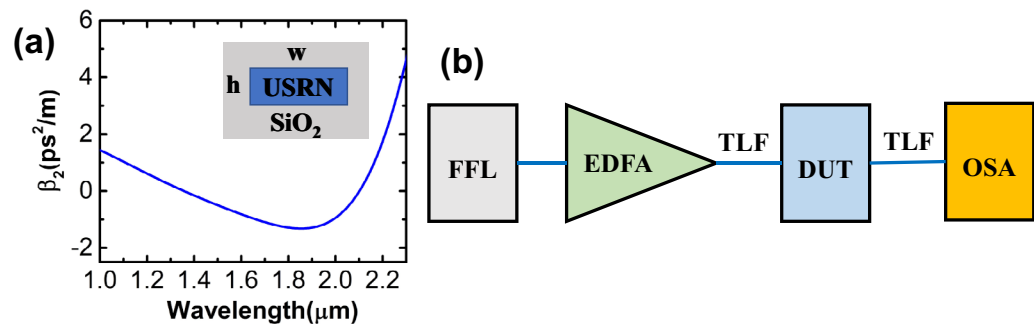 (a)
6
4
2
0
-2
β₂(ps²/m)
w
h
USRN
SiO₂
1.0 1.2 1.4 1.6 1.8 2.0 2.2
Wavelength(μm)
(b)
FFL
EDFA
TLF
DUT
TLF
OSA